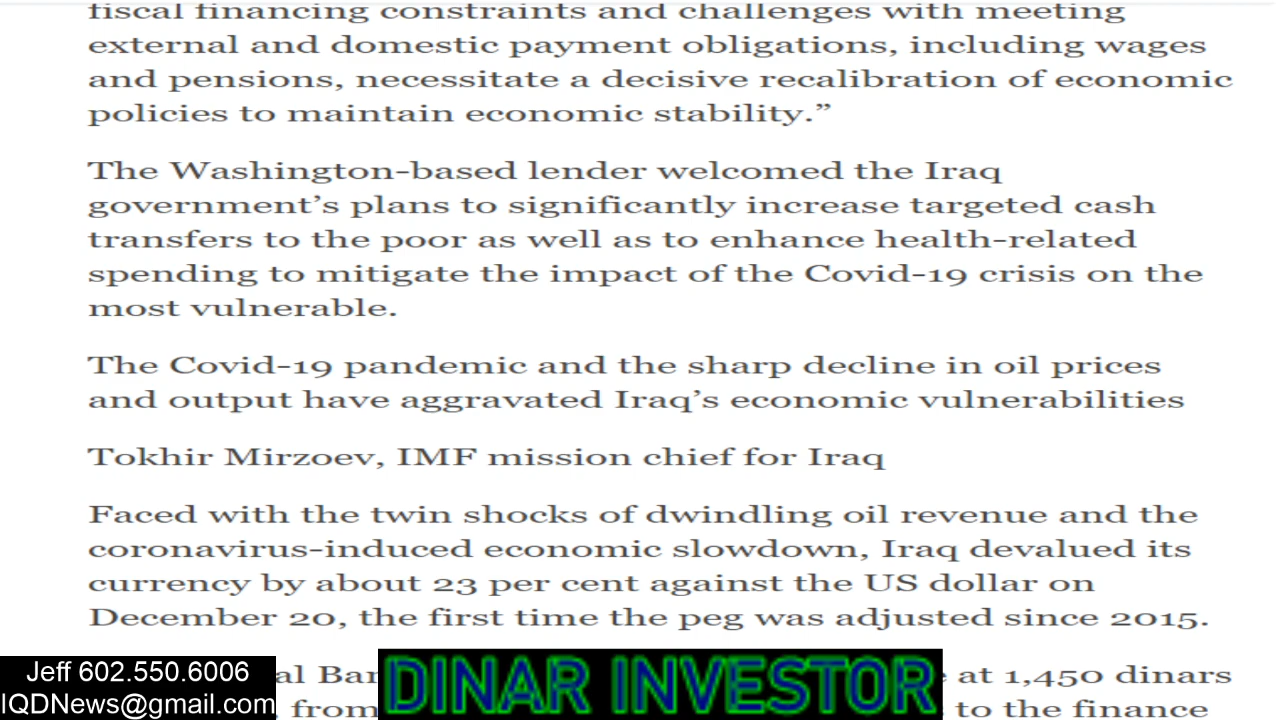 fiscal financing constraints and challenges with meeting
external and domestic payment obligations, including wages
and pensions, necessitate a decisive recalibration of economic
policies to maintain economic stability.”
The Washington-based lender welcomed the Iraq
government’s plans to significantly increase targeted cash
transfers to the poor as well as to enhance health-related
spending to mitigate the impact of the Covid-19 crisis on the
most vulnerable.
The Covid-19 pandemic and the sharp decline in oil prices
and output have aggravated Iraq’s economic vulnerabilities
Tokhir Mirzoev, IMF mission chief for Iraq
Faced with the twin shocks of dwindling oil revenue and the
coronavirus-induced economic slowdown, Iraq devalued its
currency by about 23 per cent against the US dollar on
December 20, the first time the peg was adjusted since 2015.
at 1,450 dinars
from to the finance
Jeff 602.550.6006
IQDNews@gmail.com
DINAR INVESTOR